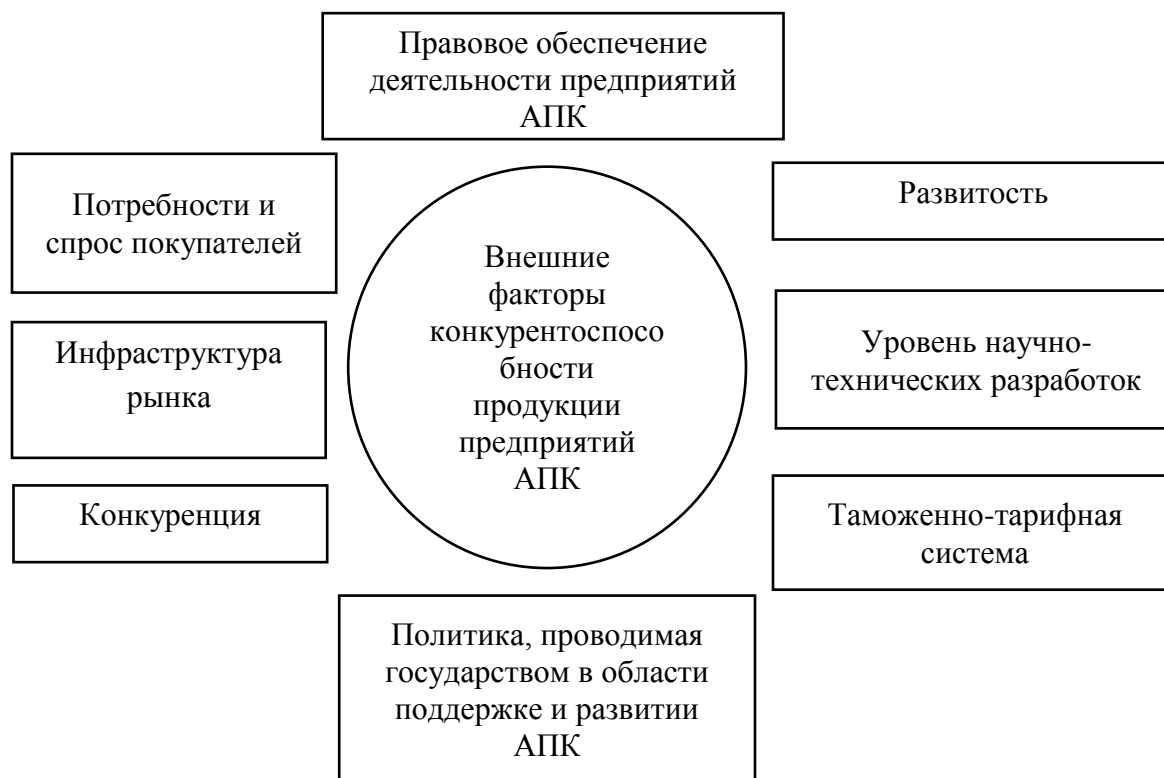 Правовое обеспечение
деятельности предприятий
АПК
Потребности и
спрос покупателей
Развитость
Внешние
факторы
конкурентоспосо
бности
продукции
предприятий
АПК
Инфраструктура
рынка
Уровень научно-
технических разработок
Конкуренция
Таможенно-тарифная
система
Политика, проводимая
государством в области
поддержке и развитии
АПК